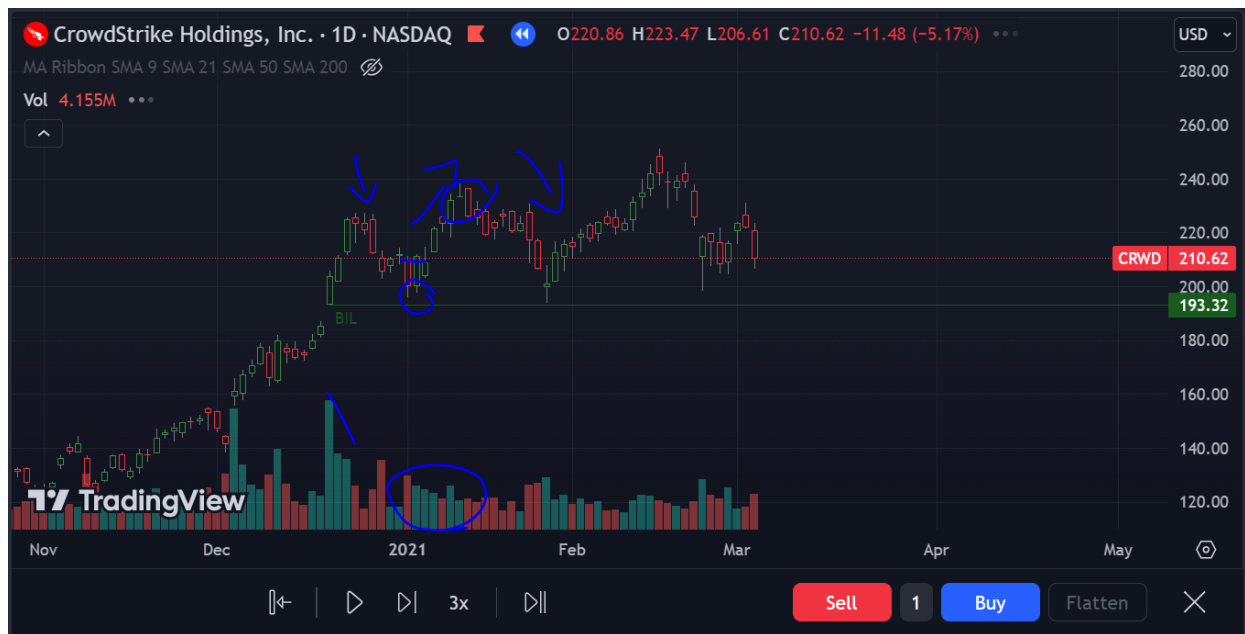 CrowdStrike Holdings, Inc. · 1D · NASDAQ O220.86 H223.47 L206.61 C210.62 −11.48 (−5.17%) USD
MA Ribbon SMA 9 SMA 21 SMA 50 SMA 200
Vol 4.155M
280.00
260.00
240.00
220.00
CRWD 210.62
200.00
193.32
BIL
180.00
160.00
140.00
120.00
TradingView
Nov Dec 2021 Feb Mar Apr May
3x Sell 1 Buy Flatten